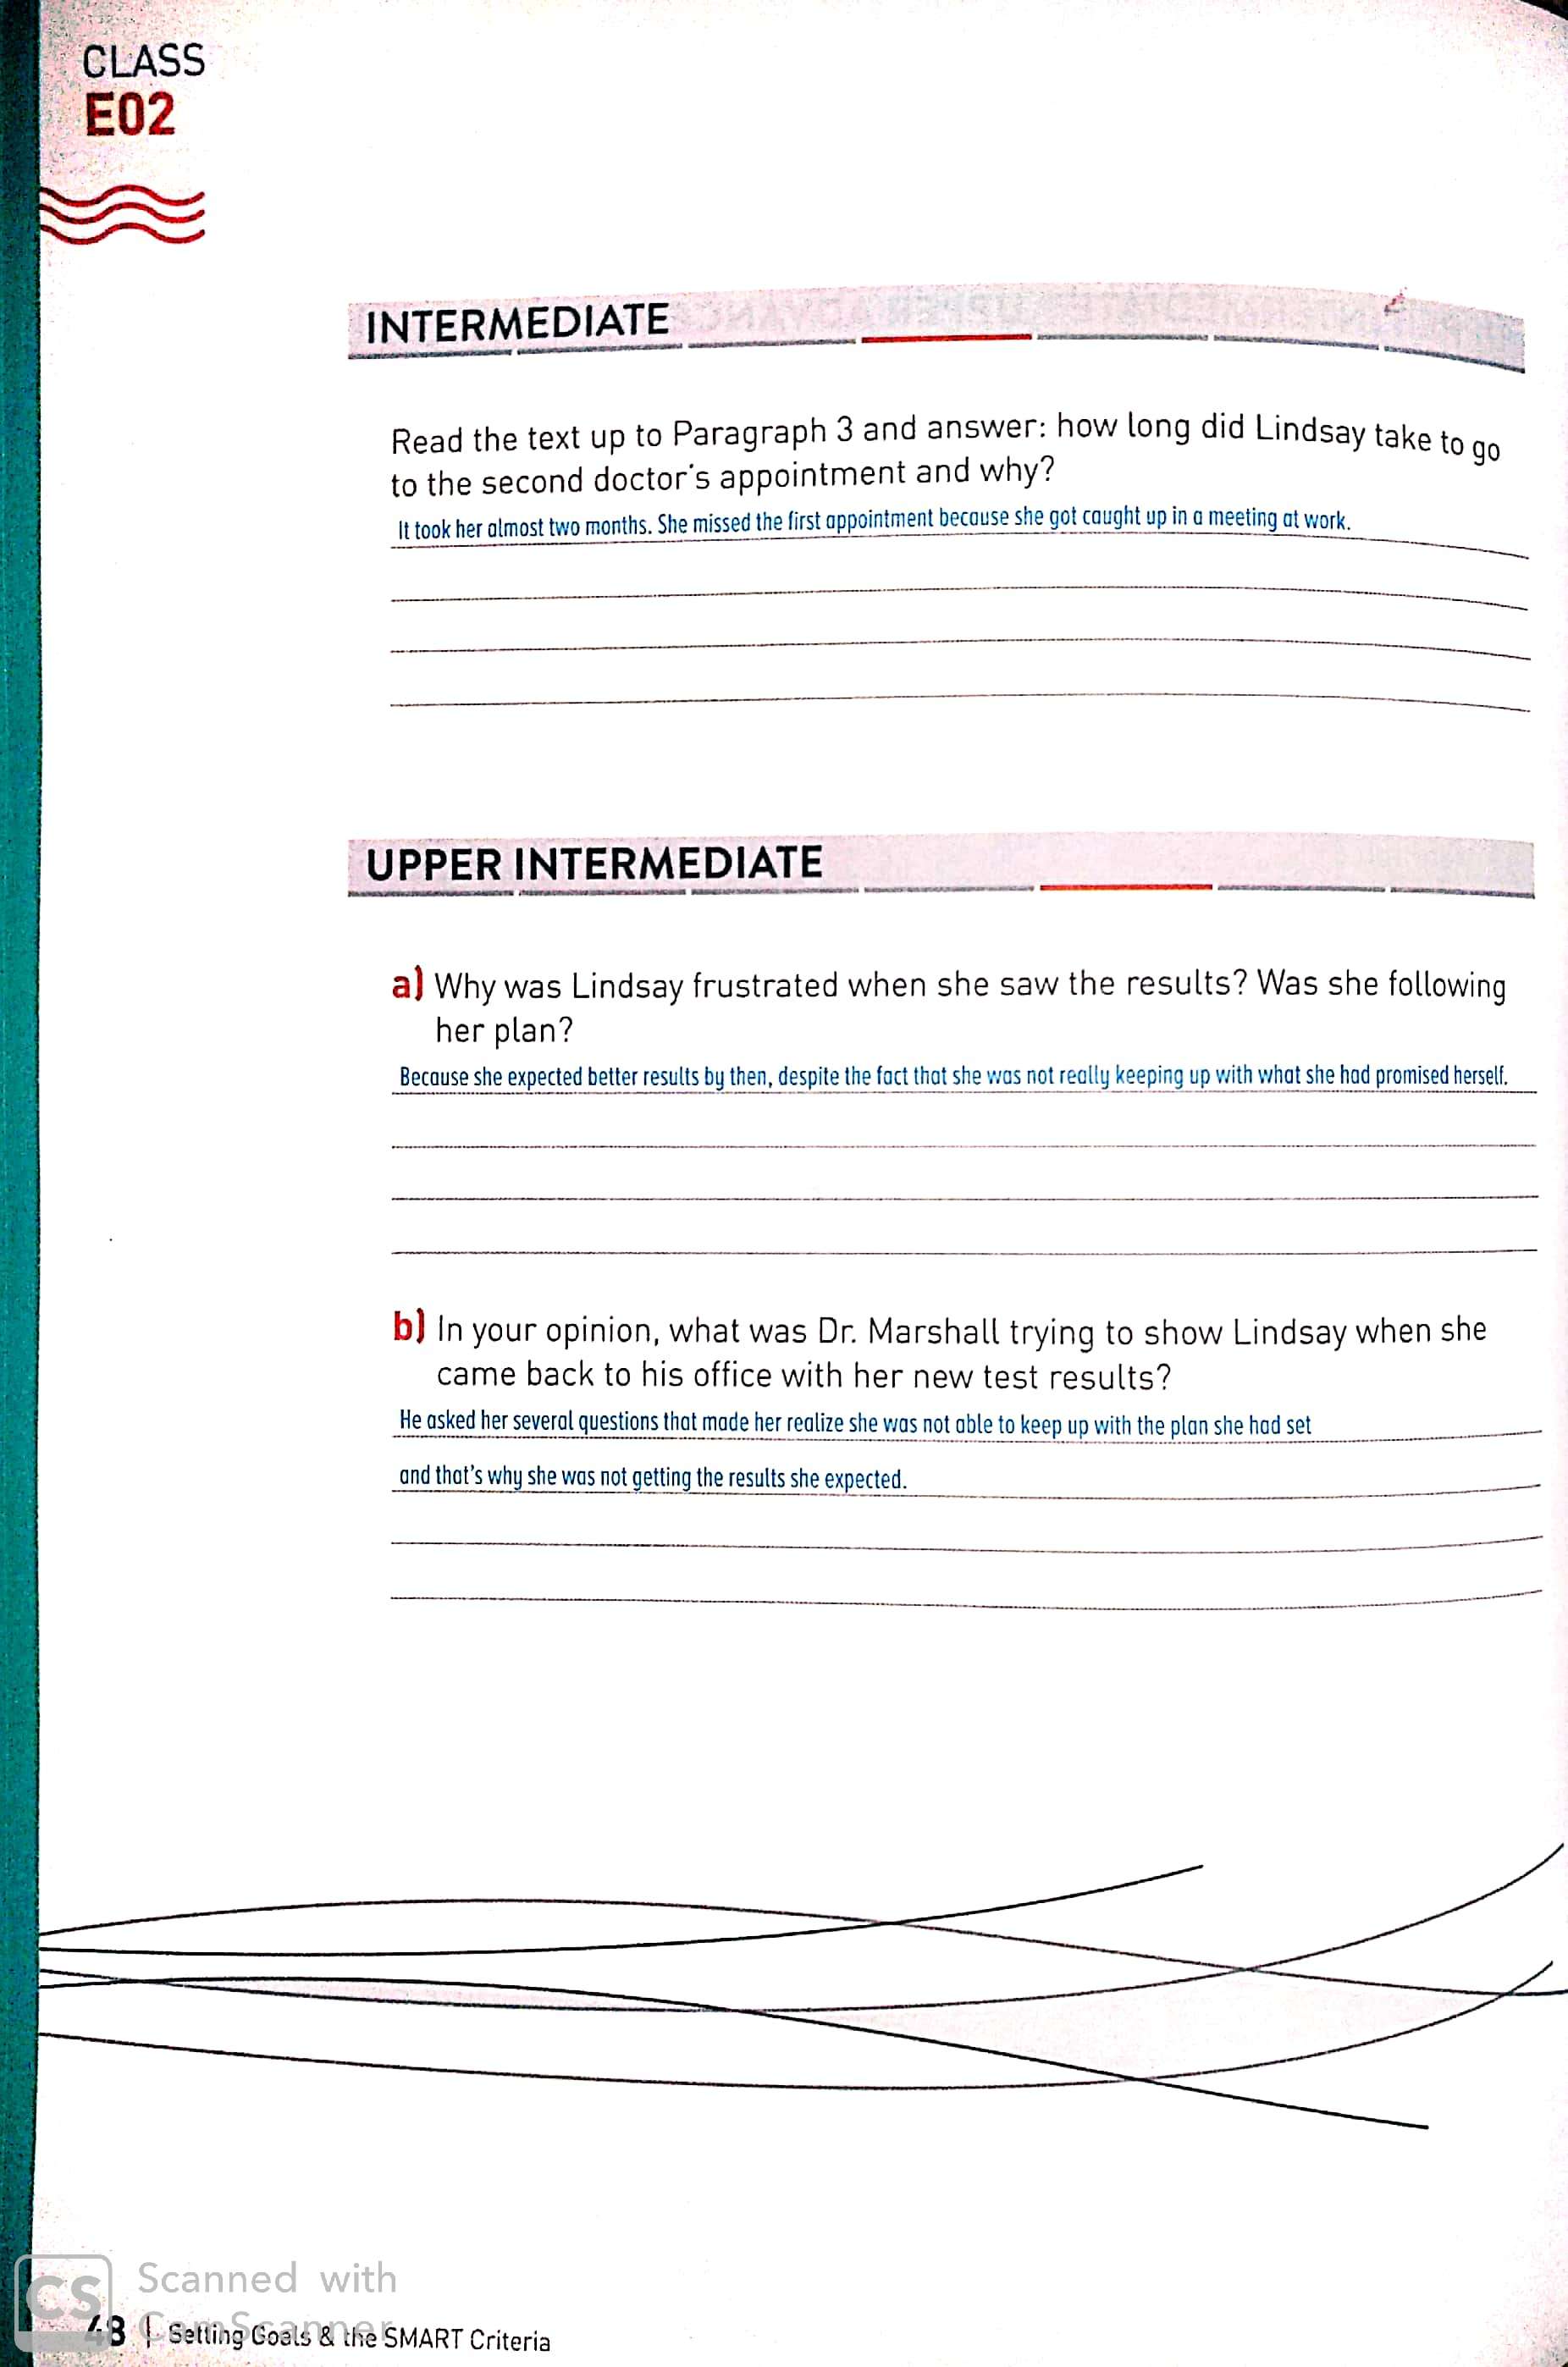 CLASS
E02
INTERMEDIATE
Read the text up to Paragraph 3 and answer: how long did Lindsay take to go
to the second doctor's appointment and why?
It took her almost two months. She missed the first appointment because she got caught up in a meeting at work.
UPPER INTERMEDIATE
a) Why was Lindsay frustrated when she saw the results? Was she following
her plan?
Because she expected better results by then, despite the fact that she was not really keeping up with what she had promised herself.
b) In your opinion, what was Dr. Marshall trying to show Lindsay when she
came back to his office with her new test results?
He asked her several questions that made her realize she was not able to keep up with the plan she had set
and that's why she was not getting the results she expected.
CS
Scanned with
CamScanner
48 | Setting Goals & the SMART Criteria